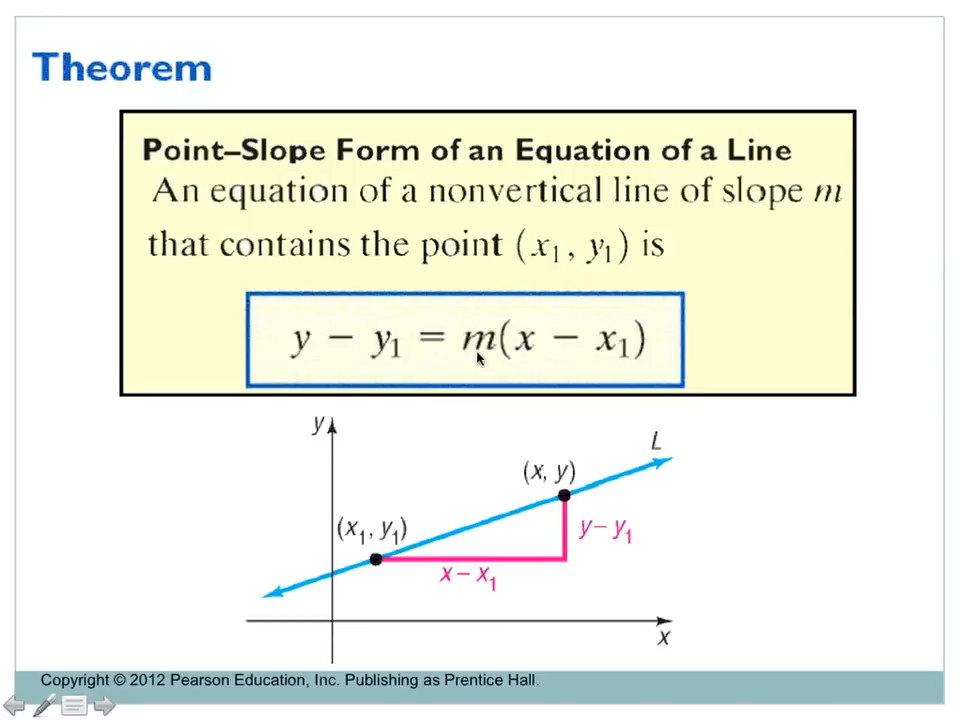 Theorem
Point–Slope Form of an Equation of a Line
An equation of a nonvertical line of slope m
that contains the point (x₁, y₁) is
y − y₁ = m(x − x₁)
y
L
(x, y)
(x₁, y₁)
y − y₁
x − x₁
x
Copyright © 2012 Pearson Education, Inc. Publishing as Prentice Hall.